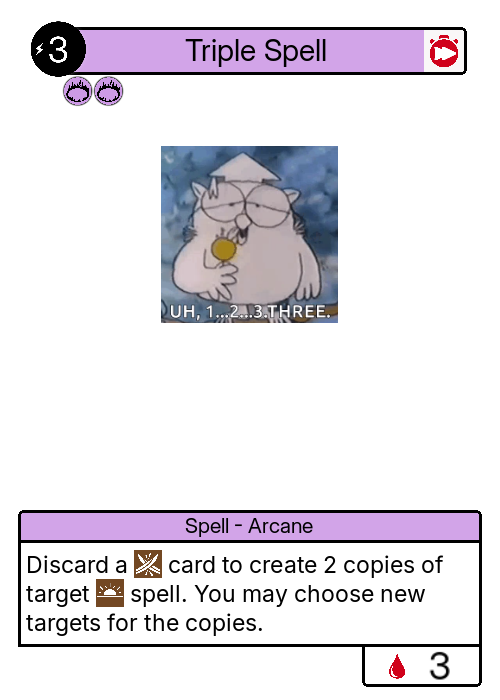 3
Triple Spell
UH, 1...2...3.THREE.
Spell - Arcane
Discard a card to create 2 copies of
target spell. You may choose new
targets for the copies.
3